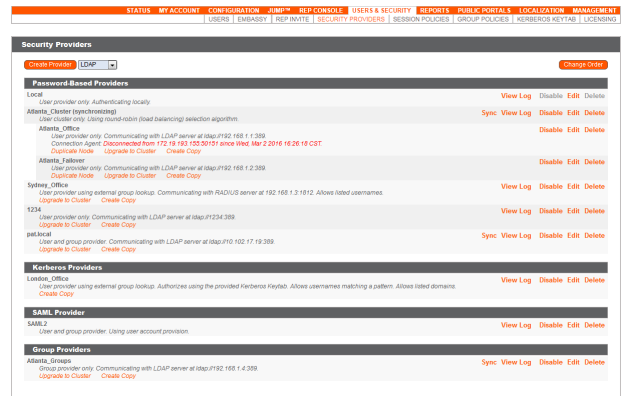 STATUS MY ACCOUNT CONFIGURATION JUMP™ REP CONSOLE USERS & SECURITY REPORTS PUBLIC PORTALS LOCALIZATION MANAGEMENT
USERS EMBASSY REP INVITE SECURITY PROVIDERS SESSION POLICIES GROUP POLICIES KERBEROS KEYTAB LICENSING
Security Providers
Create Provider LDAP Change Order
Password-Based Providers
Local
View Log Disable Edit Delete
User provider only. Authenticating locally.
Atlanta_Cluster (synchronizing)
Sync View Log Disable Edit Delete
User cluster only. Using round-robin (load balancing) selection algorithm.
Atlanta_Office
Disable Edit Delete
User provider only. Communicating with LDAP server at ldap://192.168.1.1:389.
Connection Agent: Disconnected from 172.19.193.155:50151 since Wed, Mar 2 2016 16:26:18 CST.
Duplicate Node Upgrade to Cluster Create Copy
Atlanta_Failover
Disable Edit Delete
User provider only. Communicating with LDAP server at ldap://192.168.1.2:389.
Duplicate Node Upgrade to Cluster Create Copy
Sydney_Office
View Log Disable Edit Delete
User provider using external group lookup. Communicating with RADIUS server at 192.168.1.3:1812. Allows listed usernames.
Upgrade to Cluster Create Copy
1234
View Log Disable Edit Delete
User provider only. Communicating with LDAP server at ldap://1234:389.
Upgrade to Cluster Create Copy
pat.local
Sync View Log Disable Edit Delete
User and group provider. Communicating with LDAP server at ldap://10.102.17.19:389.
Upgrade to Cluster Create Copy
Kerberos Providers
London_Office
View Log Disable Edit Delete
User provider using external group lookup. Authorizes using the provided Kerberos Keytab. Allows usernames matching a pattern. Allows listed domains.
Create Copy
SAML Provider
SAML2
View Log Disable Edit Delete
User and group provider. Using user account provision.
Group Providers
Atlanta_Groups
Sync View Log Disable Edit Delete
Group provider only. Communicating with LDAP server at ldap://192.168.1.4:389.
Upgrade to Cluster Create Copy